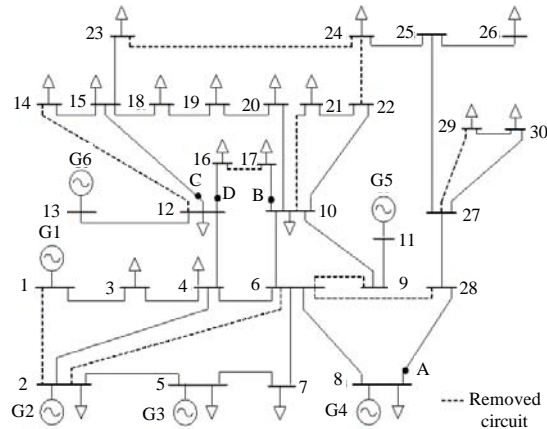 23 24 25 26
14 15 18 19 20 21 22 29 30
G6 C 16 17 G5
D B
13 12 10 27
G1 11
1 3 4 6 9 28
A
2 5 7 8
G2 G3 G4
Removed
circuit